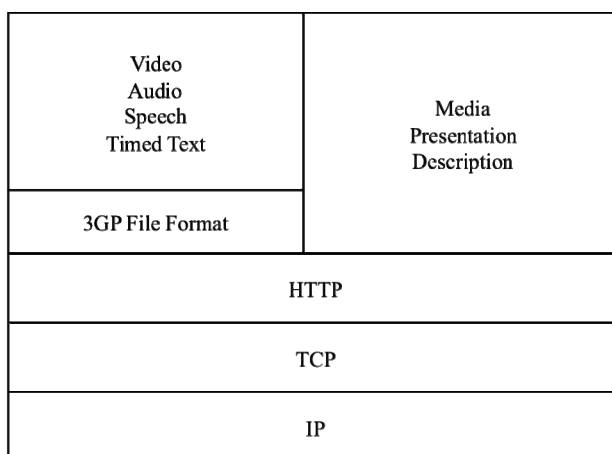 Video
Audio
Speech
Timed Text
3GP File Format
Media
Presentation
Description
HTTP
TCP
IP